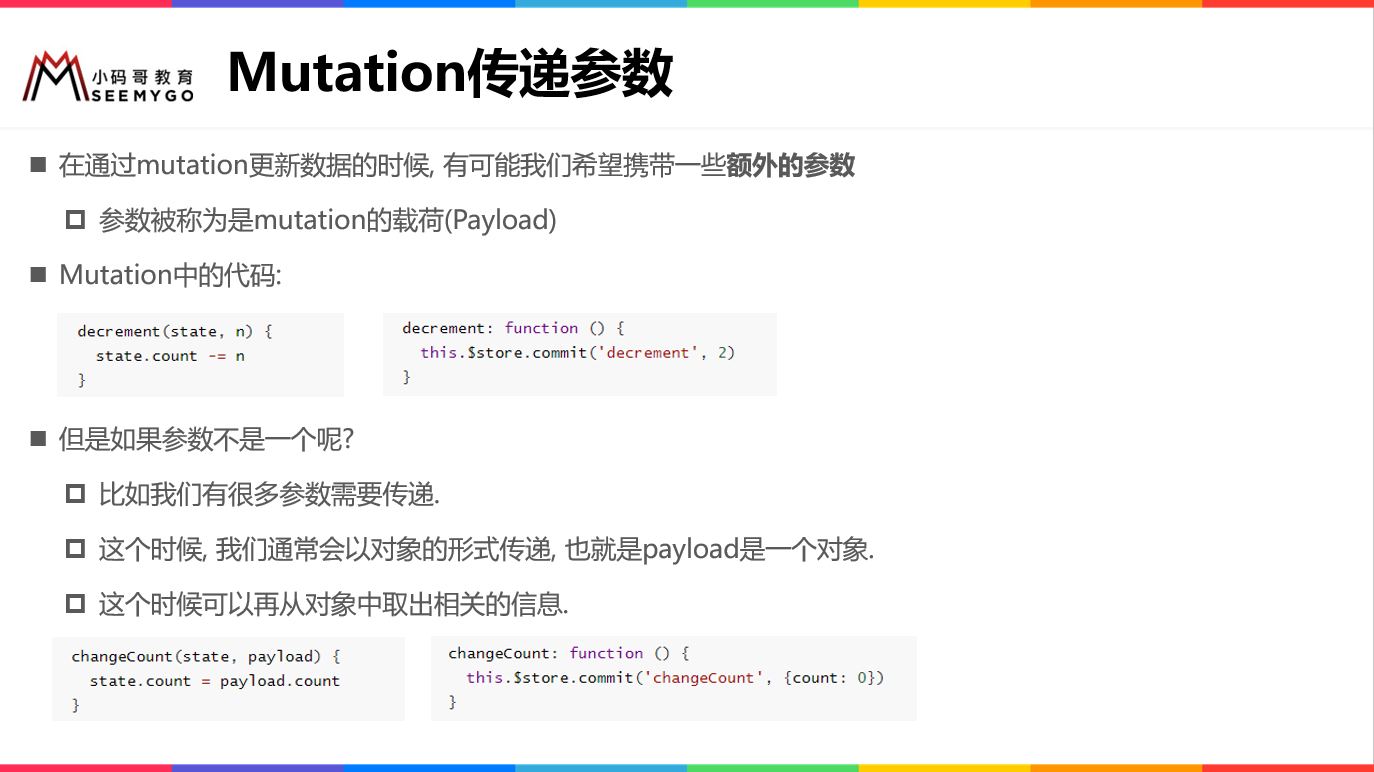 小码哥教育
SEEMYGO
Mutation传递参数
在通过mutation更新数据的时候, 有可能我们希望携带一些额外的参数
参数被称为是mutation的载荷(Payload)
Mutation中的代码:
decrement(state, n) {
  state.count -= n
}
decrement: function () {
  this.$store.commit('decrement', 2)
}
但是如果参数不是一个呢?
比如我们有很多参数需要传递.
这个时候, 我们通常会以对象的形式传递, 也就是payload是一个对象.
这个时候可以再从对象中取出相关的信息.
changeCount(state, payload) {
  state.count = payload.count
}
changeCount: function () {
  this.$store.commit('changeCount', {count: 0})
}